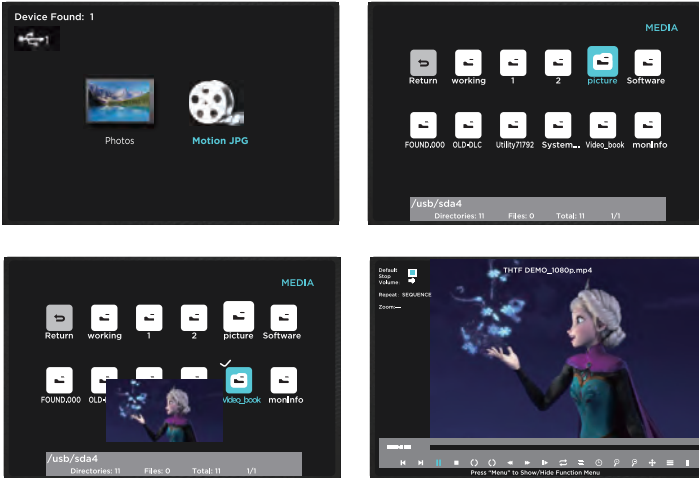 Device Found: 1
1
Photos
Motion JPG
MEDIA
Return working 1 2 picture Software
FOUND.000 OLD-DLC Utility71792 System... Video_book monInfo
/usb/sda4
Directories: 11 Files: 0 Total: 11 1/1
MEDIA
Return working 1 2 picture Software
FOUND.000 OLD- Video_book monInfo
/usb/sda4
Directories: 11 Files: 0 Total: 11 1/1
Default
Stop
Volume:
Repeat: SEQUENCE
Zoom:—
THTF DEMO_1080p.mp4
Press "Menu" to Show/Hide Function Menu